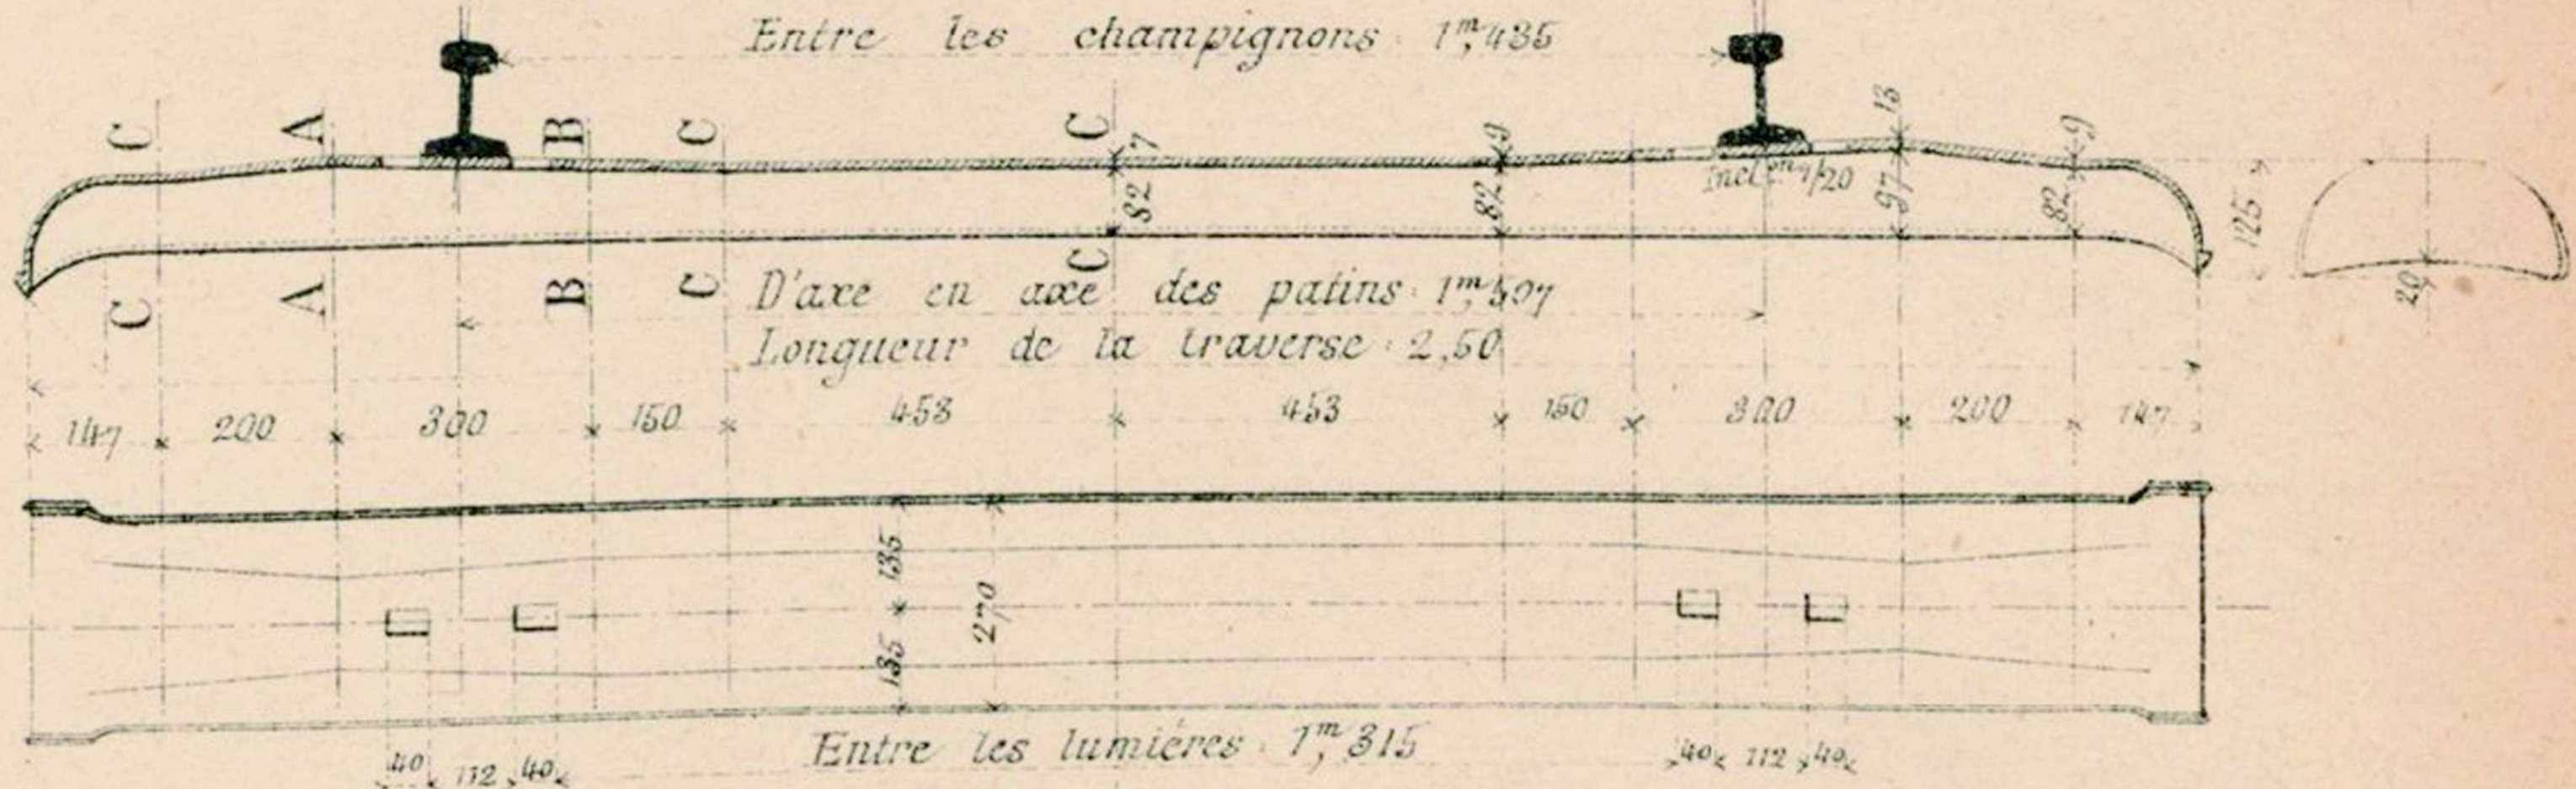 Entre les champignons 1m,435
C A B C C 7 9 13 9
82 82 Inclon 1/20 97 82 125
C A B C C
20
D'axe en axe des patins 1m,507
Longueur de la traverse 2,50
147 200 300 150 453 453 150 300 200 147
135 270
135
Entre les lumières 1m,315
40 112 40 40 112 40